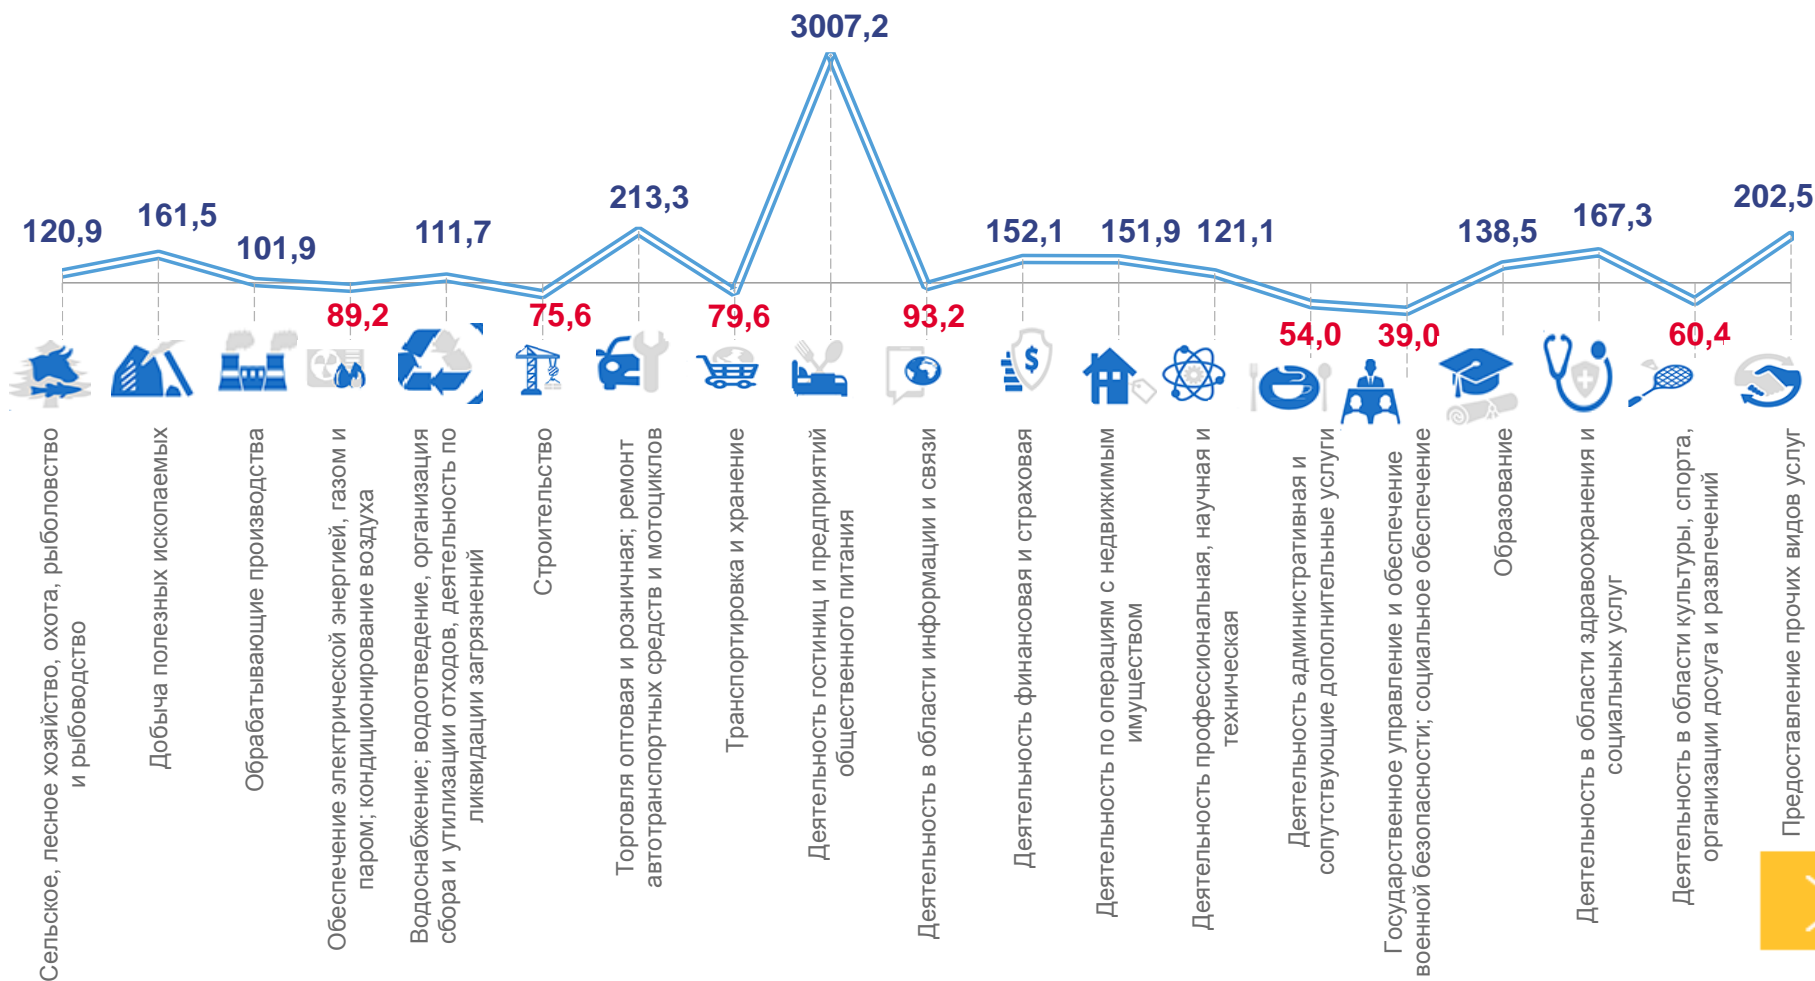 3007,2
120,9
161,5
101,9
89,2
111,7
75,6
213,3
79,6
93,2
152,1
151,9
121,1
54,0
39,0
138,5
167,3
60,4
202,5
$
Сельское, лесное хозяйство, охота, рыболовство
и рыбоводство
Добыча полезных ископаемых
Обрабатывающие производства
Обеспечение электрической энергией, газом и
паром; кондиционирование воздуха
Водоснабжение; водоотведение, организация
сбора и утилизации отходов, деятельность по
ликвидации загрязнений
Строительство
Торговля оптовая и розничная; ремонт
автотранспортных средств и мотоциклов
Транспортировка и хранение
Деятельность гостиниц и предприятий
общественного питания
Деятельность в области информации и связи
Деятельность финансовая и страховая
Деятельность по операциям с недвижимым
имуществом
Деятельность профессиональная, научная и
техническая
Деятельность административная и
сопутствующие дополнительные услуги
Государственное управление и обеспечение
военной безопасности; социальное обеспечение
Образование
Деятельность в области здравоохранения и
социальных услуг
Деятельность в области культуры, спорта,
организации досуга и развлечений
Предоставление прочих видов услуг